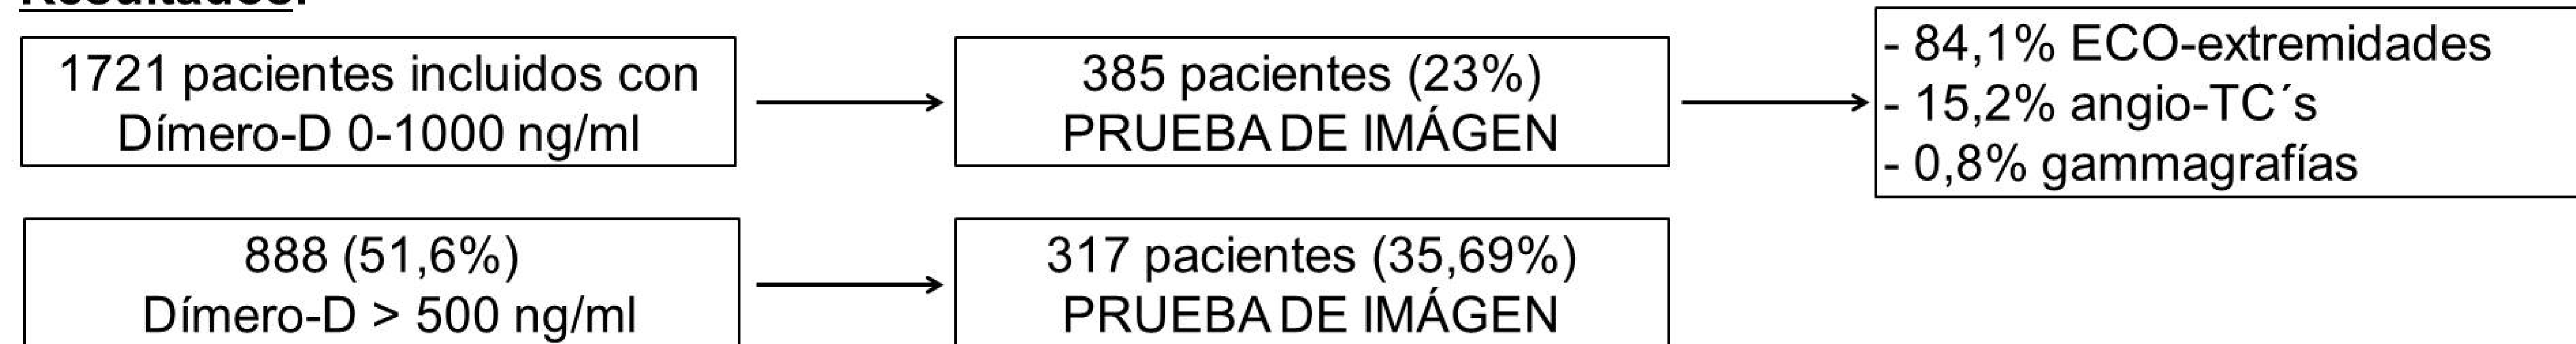 Resultados:
1721 pacientes incluidos con
Dímero-D 0-1000 ng/ml
385 pacientes (23%)
PRUEBA DE IMÁGEN
- 84,1% ECO-extremidades
- 15,2% angio-TC´s
- 0,8% gammagrafías
888 (51,6%)
Dímero-D > 500 ng/ml
317 pacientes (35,69%)
PRUEBA DE IMÁGEN